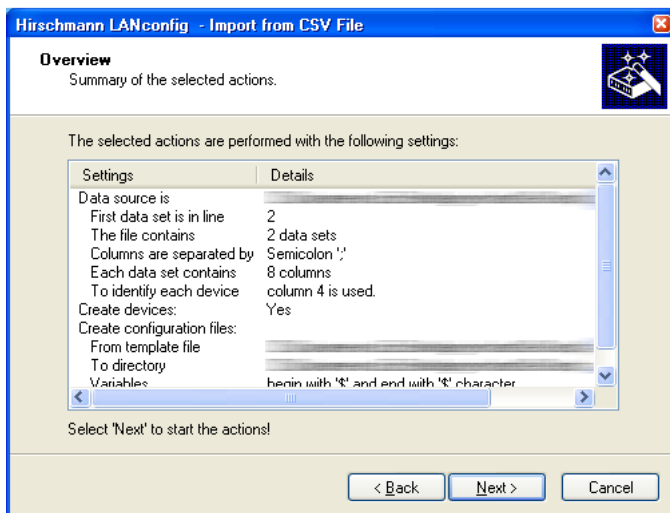 Hirschmann LANconfig - Import from CSV File
Overview
Summary of the selected actions.
The selected actions are performed with the following settings:
Settings Details
Data source is
First data set is in line 2
The file contains 2 data sets
Columns are separated by Semicolon ';'
Each data set contains 8 columns
To identify each device column 4 is used.
Create devices: Yes
Create configuration files:
From template file
To directory
Variables begin with '$' and end with '$' character
Select 'Next' to start the actions!
< Back Next > Cancel